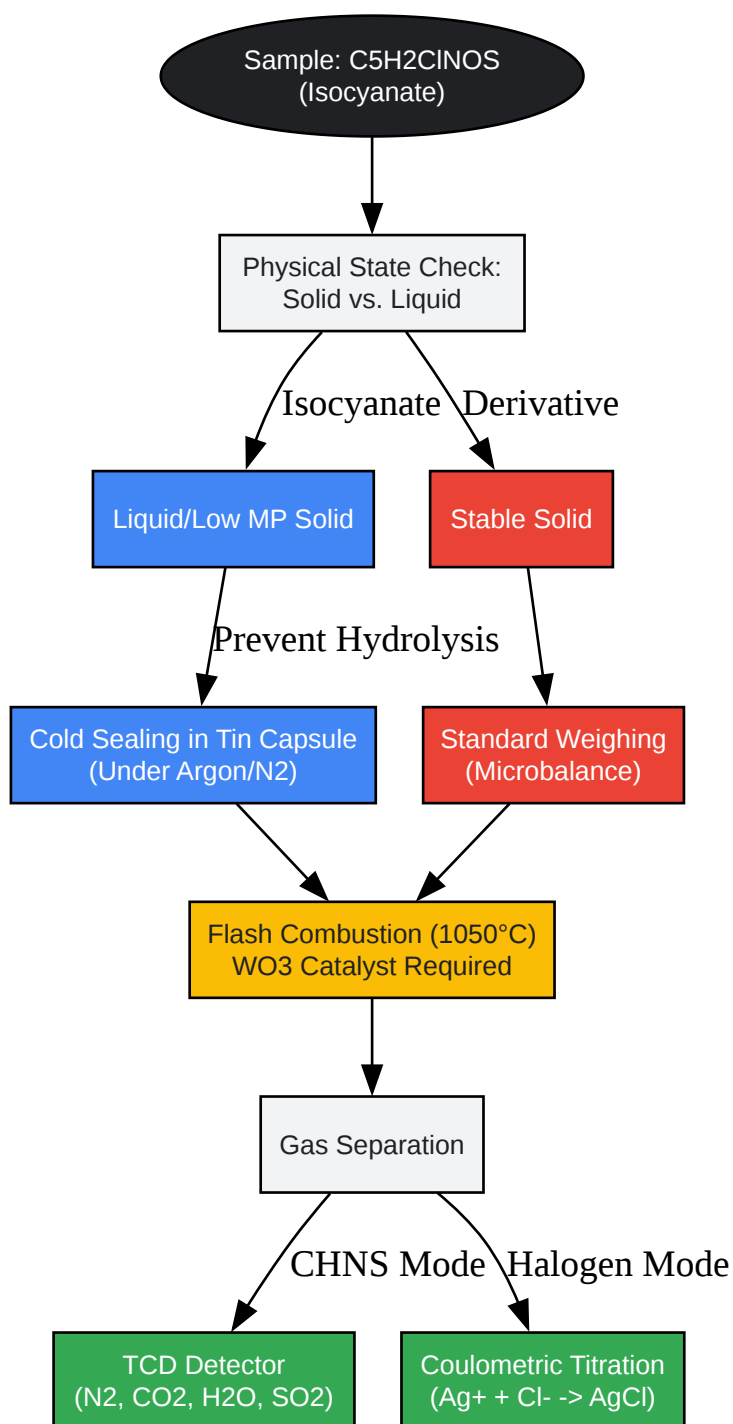 Sample: C5H2ClNOS
(Isocyanate)
Physical State Check:
Solid vs. Liquid
Isocyanate
Derivative
Liquid/Low MP Solid
Stable Solid
Prevent Hydrolysis
Cold Sealing in Tin Capsule
(Under Argon/N2)
Standard Weighing
(Microbalance)
Flash Combustion (1050°C)
WO3 Catalyst Required
Gas Separation
CHNS Mode
Halogen Mode
TCD Detector
(N2, CO2, H2O, SO2)
Coulometric Titration
(Ag+ + Cl- -> AgCl)